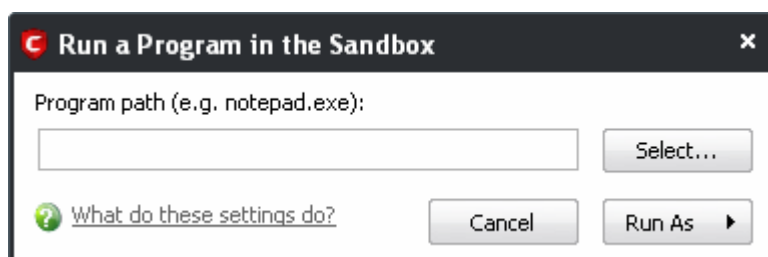 Run a Program in the Sandbox
Program path (e.g. notepad.exe):
Select...
What do these settings do?
Cancel
Run As